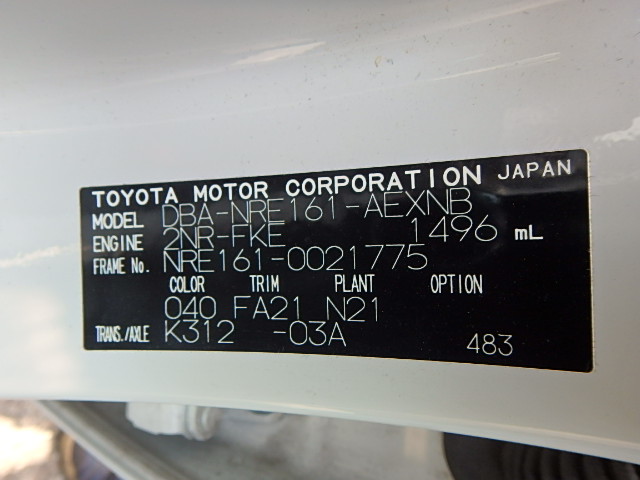 TOYOTA MOTOR CORPORATION JAPAN
MODEL DBA-NRE161-AEXNB
ENGINE 2NR-FKE 1496 mL
FRAME No. NRE161-0021775
COLOR TRIM PLANT OPTION
040 FA21 N21
TRANS./AXLE K312 -03A
483